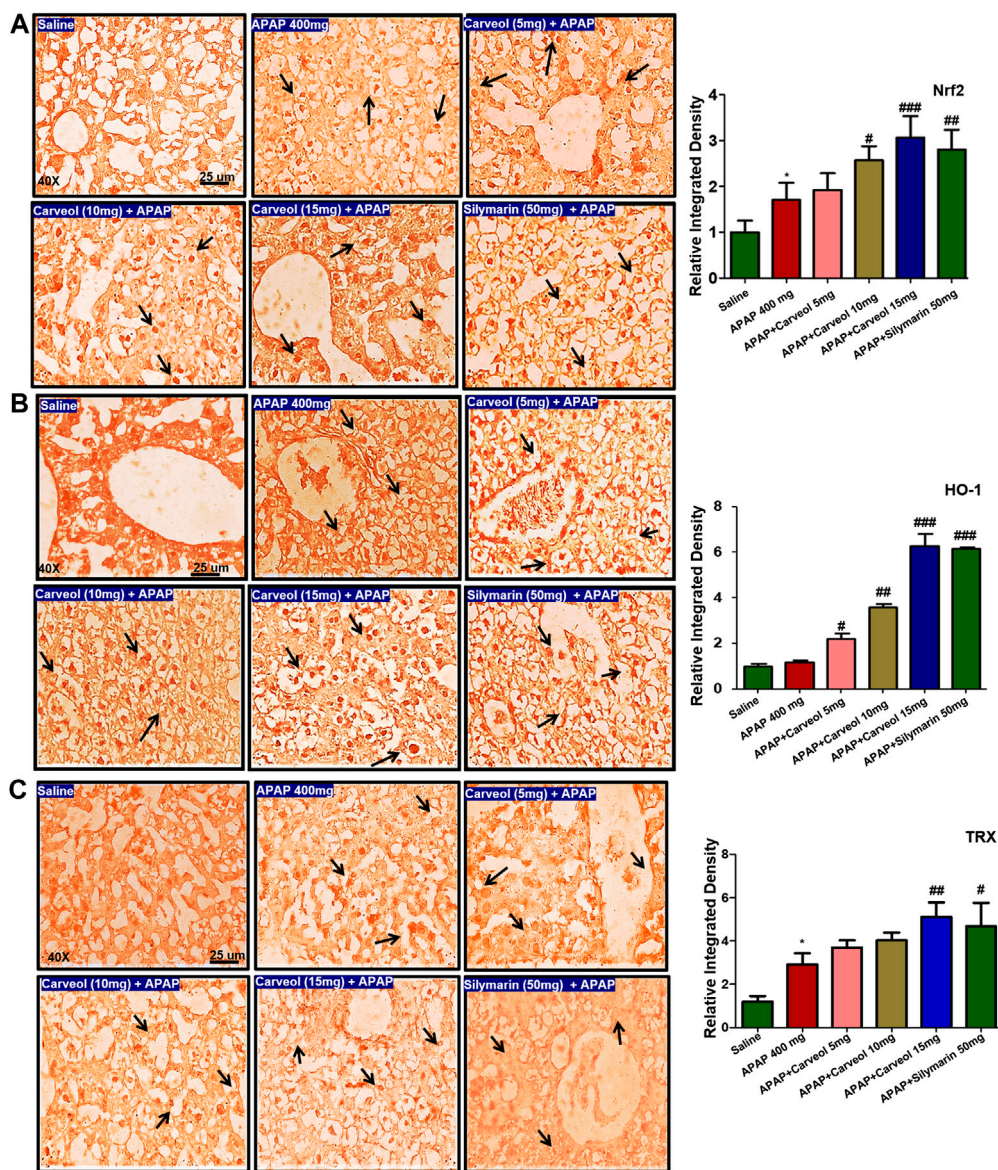 A
Saline
APAP 400mg
Carveol (5mg) + APAP
40X
25 um
Carveol (10mg) + APAP
Carveol (15mg) + APAP
Silymarin (50mg) + APAP
Nrf2
Relative Integrated Density
4
3
2
1
0
*
#
###
##
Saline
APAP 400 mg
APAP+Carveol 5mg
APAP+Carveol 10mg
APAP+Carveol 15mg
APAP+Silymarin 50mg
B
Saline
APAP 400mg
Carveol (5mg) + APAP
40X
25 um
Carveol (10mg) + APAP
Carveol (15mg) + APAP
Silymarin (50mg) + APAP
HO-1
Relative Integrated Density
8
6
4
2
0
#
##
###
###
Saline
APAP 400 mg
APAP+Carveol 5mg
APAP+Carveol 10mg
APAP+Carveol 15mg
APAP+Silymarin 50mg
C
Saline
APAP 400mg
Carveol (5mg) + APAP
40X
25 um
Carveol (10mg) + APAP
Carveol (15mg) + APAP
Silymarin (50mg) + APAP
TRX
Relative Integrated Density
8
6
4
2
0
*
##
#
Saline
APAP 400 mg
APAP+Carveol 5mg
APAP+Carveol 10mg
APAP+Carveol 15mg
APAP+Silymarin 50mg